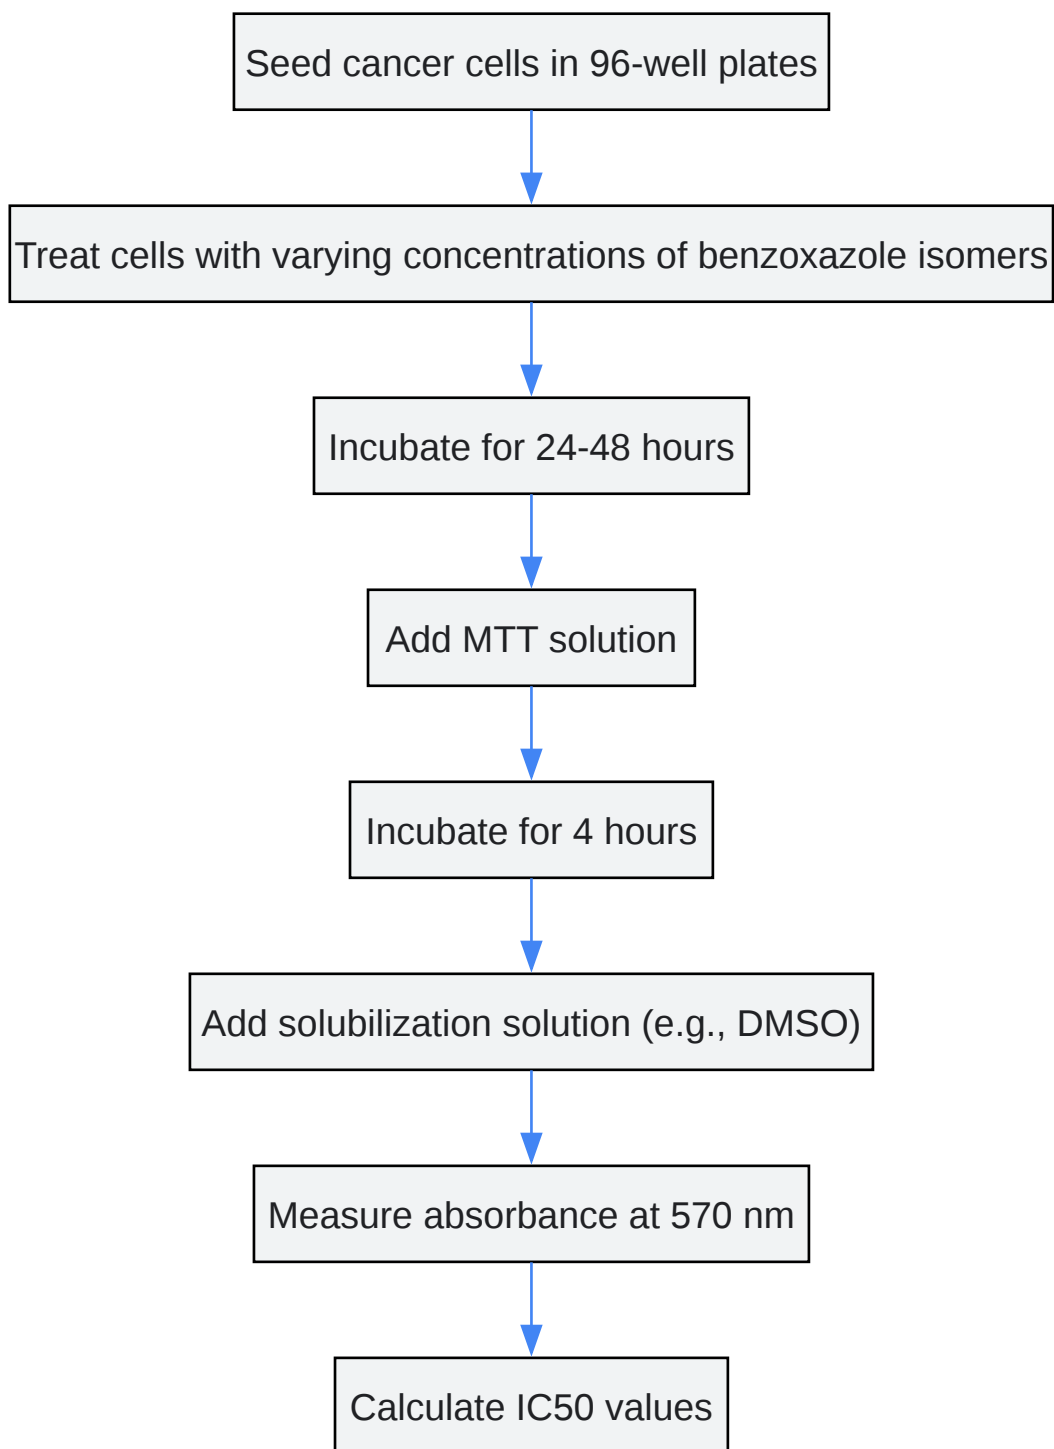 Seed cancer cells in 96-well plates
Treat cells with varying concentrations of benzoxazole isomers
Incubate for 24-48 hours
Add MTT solution
Incubate for 4 hours
Add solubilization solution (e.g., DMSO)
Measure absorbance at 570 nm
Calculate IC50 values